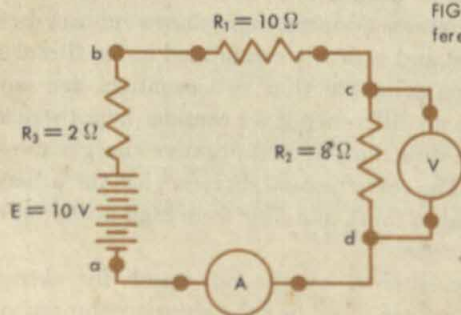 FIG
fere
R₁ = 10 Ω
b
c
R₃ = 2 Ω
R₂ = 8 Ω
V
E = 10 V
a
d
A